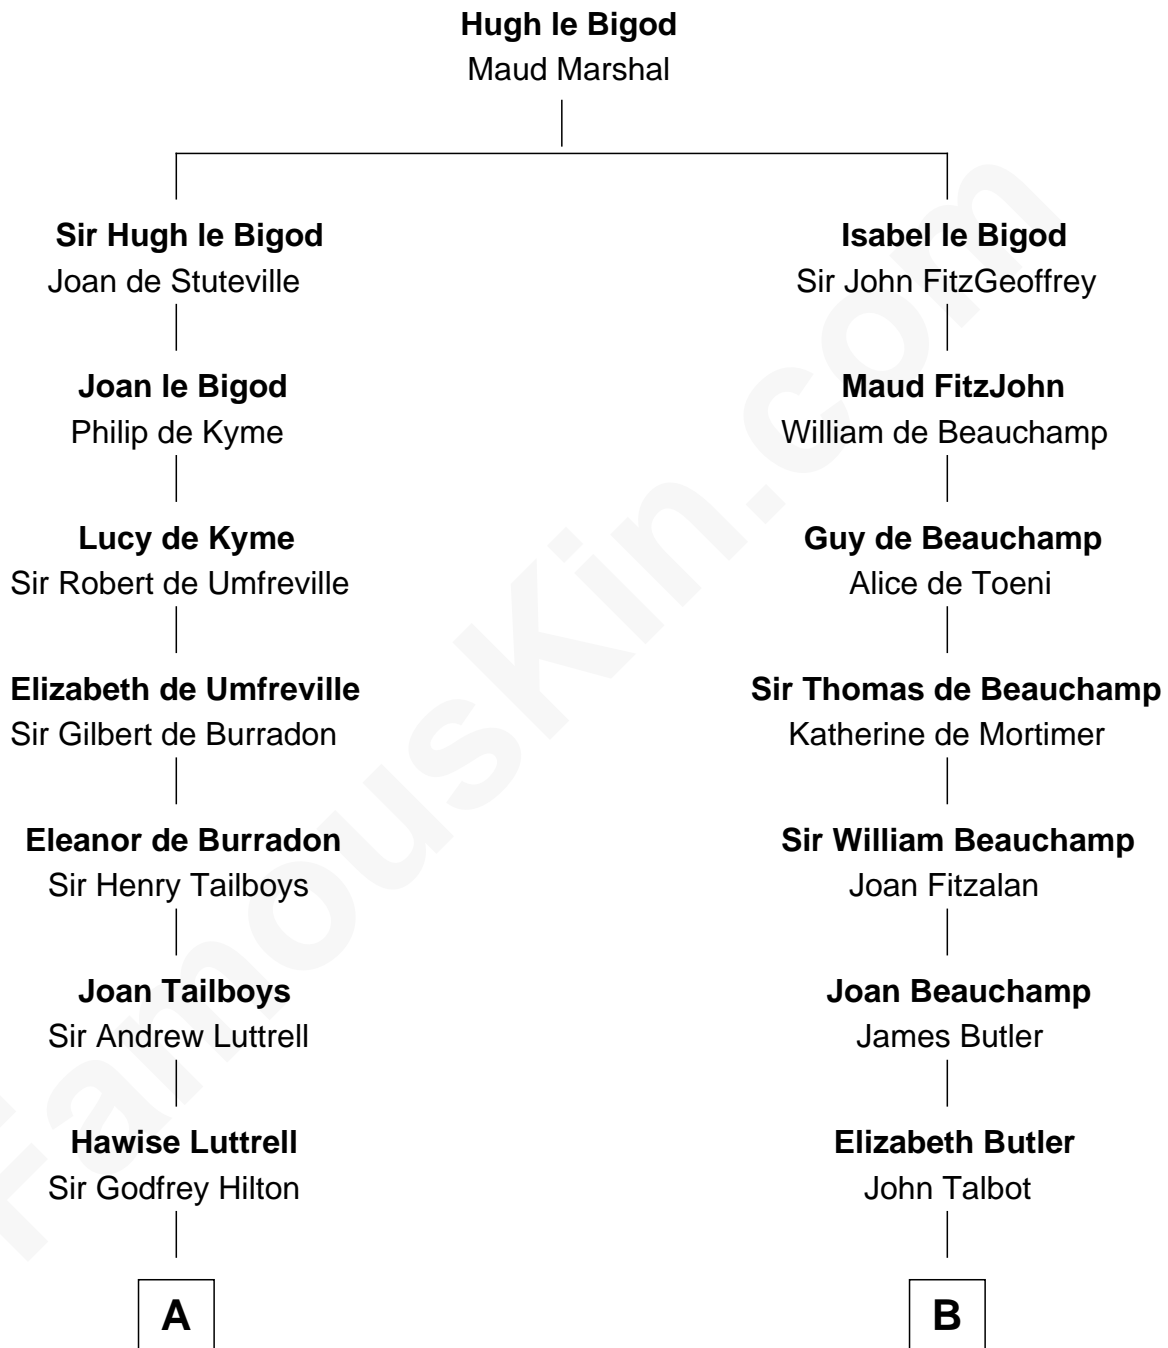 Hugh le Bigod
Maud Marshal
Sir Hugh le Bigod
Joan de Stuteville
Isabel le Bigod
Sir John FitzGeoffrey
Joan le Bigod
Philip de Kyme
Maud FitzJohn
William de Beauchamp
Lucy de Kyme
Sir Robert de Umfreville
Guy de Beauchamp
Alice de Toeni
Elizabeth de Umfreville
Sir Gilbert de Burradon
Sir Thomas de Beauchamp
Katherine de Mortimer
Eleanor de Burradon
Sir Henry Tailboys
Sir William Beauchamp
Joan Fitzalan
Joan Tailboys
Sir Andrew Luttrell
Joan Beauchamp
James Butler
Hawise Luttrell
Sir Godfrey Hilton
Elizabeth Butler
John Talbot
A
B
FamousKin.com